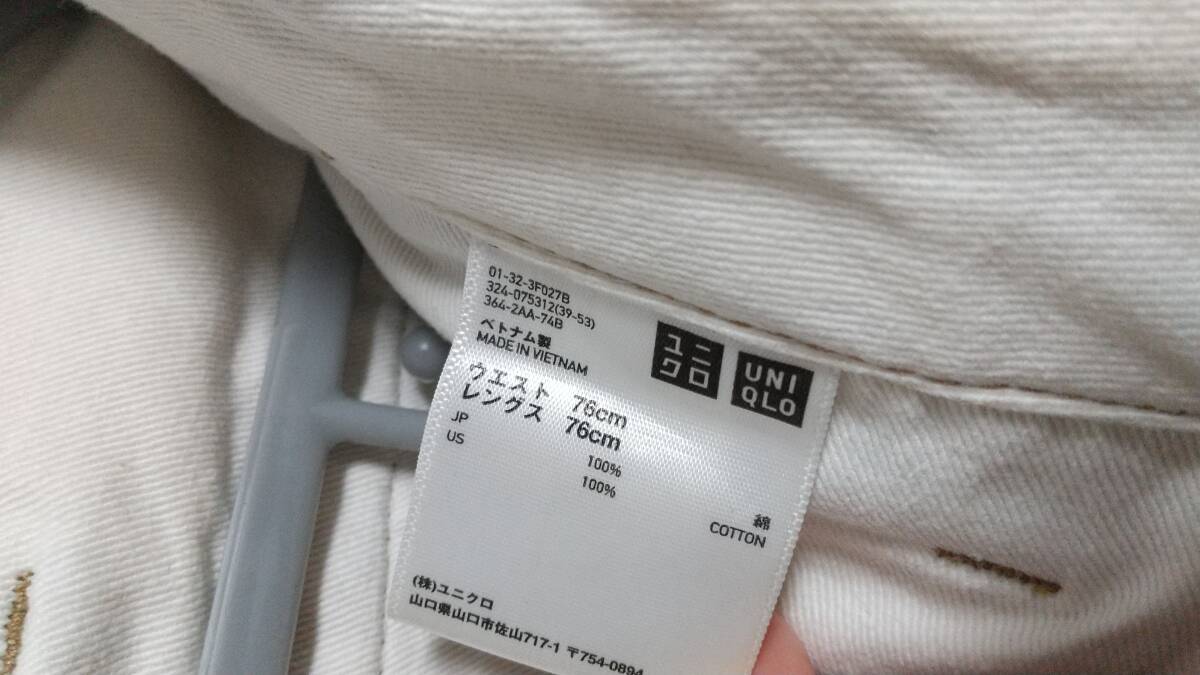 01-32-3F027B
324-075312(39-53)
364-2AA-74B
ベトナム製
MADE IN VIETNAM
ユニ
クロ
UNI
QLO
ウエスト 76cm
レングス 76cm
JP 100% 綿
US 100% COTTON
(株)ユニクロ
山口県山口市佐山717-1 〒754-0894